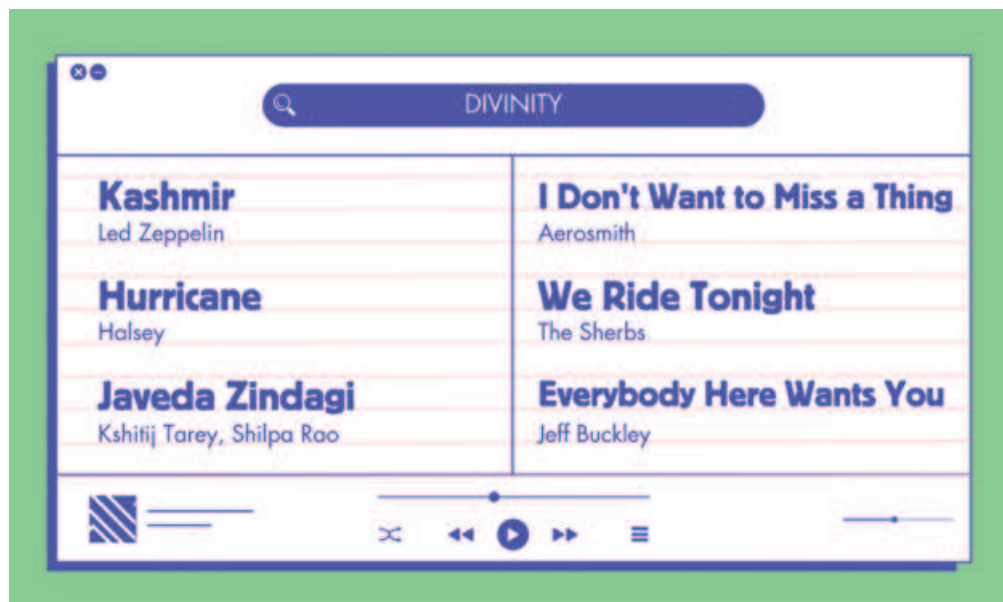 DIVINITY
Kashmir
Led Zeppelin
Hurricane
Halsey
Javeda Zindagi
Kshitij Tarey, Shilpa Rao
I Don't Want to Miss a Thing
Aerosmith
We Ride Tonight
The Sherbs
Everybody Here Wants You
Jeff Buckley